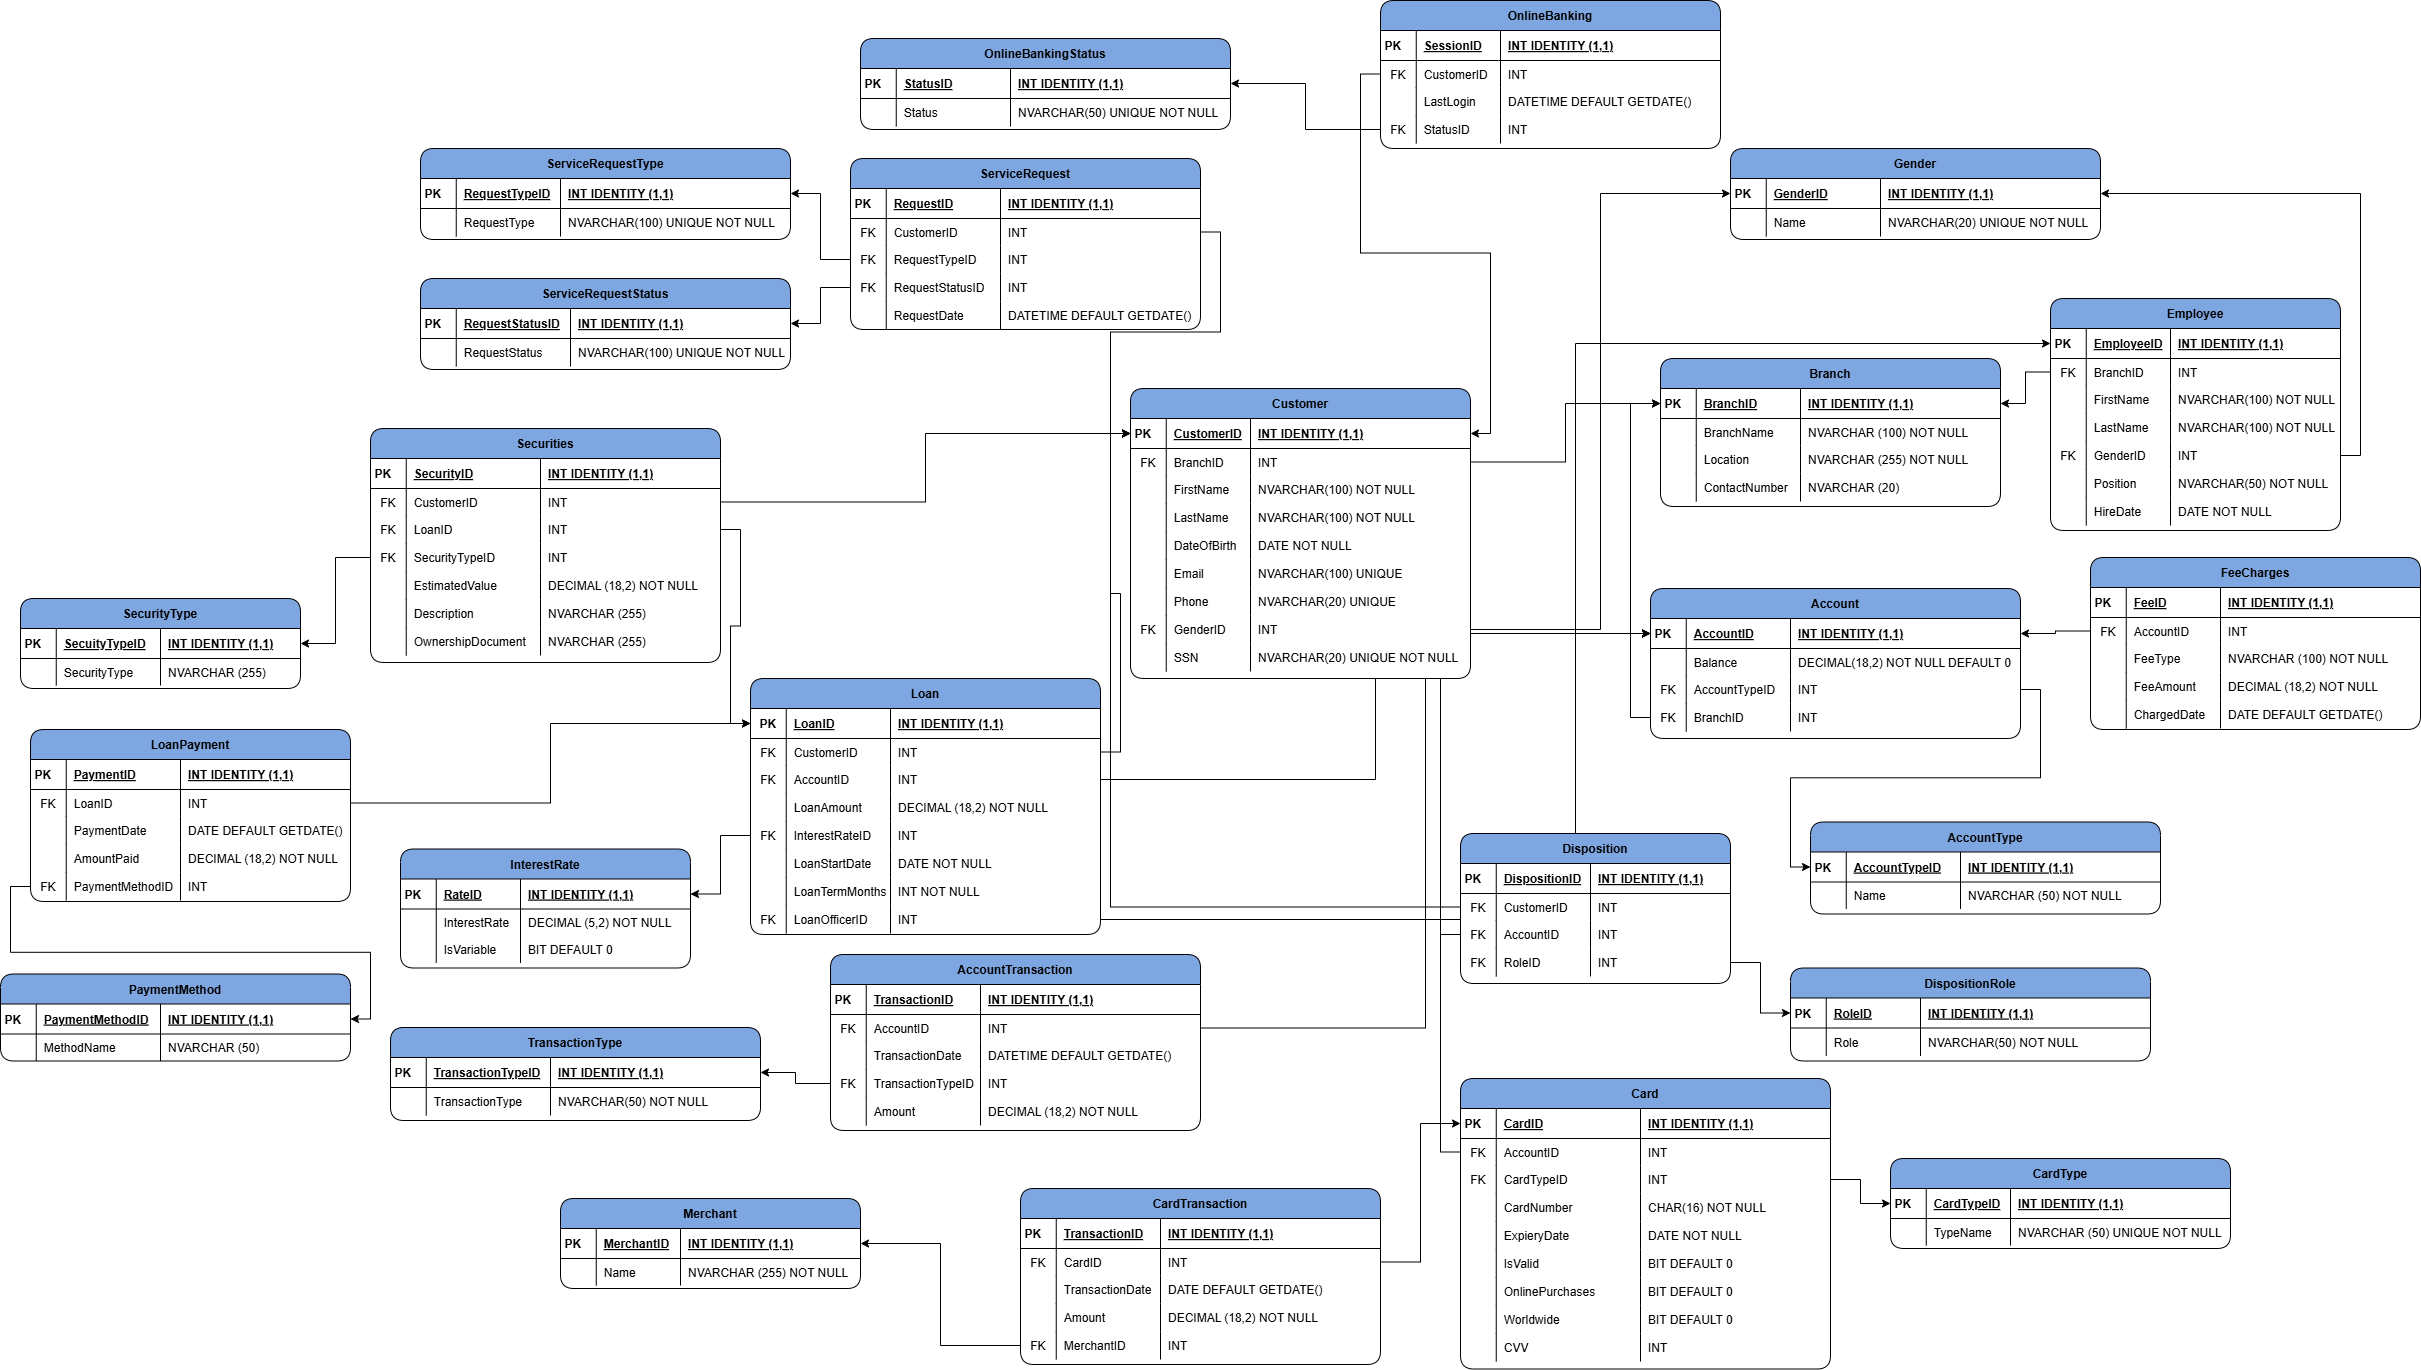 OnlineBanking
PK SessionID INT IDENTITY (1,1)
FK CustomerID INT
LastLogin DATETIME DEFAULT GETDATE()
FK StatusID INT
OnlineBankingStatus
PK StatusID INT IDENTITY (1,1)
Status NVARCHAR(50) UNIQUE NOT NULL
ServiceRequestType
PK RequestTypeID INT IDENTITY (1,1)
RequestType NVARCHAR(100) UNIQUE NOT NULL
ServiceRequest
PK RequestID INT IDENTITY (1,1)
FK CustomerID INT
FK RequestTypeID INT
FK RequestStatusID INT
RequestDate DATETIME DEFAULT GETDATE()
Gender
PK GenderID INT IDENTITY (1,1)
Name NVARCHAR(20) UNIQUE NOT NULL
ServiceRequestStatus
PK RequestStatusID INT IDENTITY (1,1)
RequestStatus NVARCHAR(100) UNIQUE NOT NULL
Employee
PK EmployeeID INT IDENTITY (1,1)
FK BranchID INT
FirstName NVARCHAR(100) NOT NULL
LastName NVARCHAR(100) NOT NULL
FK GenderID INT
Position NVARCHAR(50) NOT NULL
HireDate DATE NOT NULL
Branch
PK BranchID INT IDENTITY (1,1)
BranchName NVARCHAR (100) NOT NULL
Location NVARCHAR (255) NOT NULL
ContactNumber NVARCHAR (20)
Customer
PK CustomerID INT IDENTITY (1,1)
FK BranchID INT
FirstName NVARCHAR(100) NOT NULL
LastName NVARCHAR(100) NOT NULL
DateOfBirth DATE NOT NULL
Email NVARCHAR(100) UNIQUE
Phone NVARCHAR(20) UNIQUE
FK GenderID INT
SSN NVARCHAR(20) UNIQUE NOT NULL
Securities
PK SecurityID INT IDENTITY (1,1)
FK CustomerID INT
FK LoanID INT
FK SecurityTypeID INT
EstimatedValue DECIMAL (18,2) NOT NULL
Description NVARCHAR (255)
OwnershipDocument NVARCHAR (255)
SecurityType
PK SecuityTypeID INT IDENTITY (1,1)
SecurityType NVARCHAR (255)
Account
PK AccountID INT IDENTITY (1,1)
Balance DECIMAL(18,2) NOT NULL DEFAULT 0
FK AccountTypeID INT
FK BranchID INT
FeeCharges
PK FeeID INT IDENTITY (1,1)
FK AccountID INT
FeeType NVARCHAR (100) NOT NULL
FeeAmount DECIMAL (18,2) NOT NULL
ChargedDate DATE DEFAULT GETDATE()
LoanPayment
PK PaymentID INT IDENTITY (1,1)
FK LoanID INT
PaymentDate DATE DEFAULT GETDATE()
AmountPaid DECIMAL (18,2) NOT NULL
FK PaymentMethodID INT
Loan
PK LoanID INT IDENTITY (1,1)
FK CustomerID INT
FK AccountID INT
LoanAmount DECIMAL (18,2) NOT NULL
FK InterestRateID INT
LoanStartDate DATE NOT NULL
LoanTermMonths INT NOT NULL
FK LoanOfficerID INT
InterestRate
PK RateID INT IDENTITY (1,1)
InterestRate DECIMAL (5,2) NOT NULL
IsVariable BIT DEFAULT 0
AccountType
PK AccountTypeID INT IDENTITY (1,1)
Name NVARCHAR (50) NOT NULL
Disposition
PK DispositionID INT IDENTITY (1,1)
FK CustomerID INT
FK AccountID INT
FK RoleID INT
PaymentMethod
PK PaymentMethodID INT IDENTITY (1,1)
MethodName NVARCHAR (50)
AccountTransaction
PK TransactionID INT IDENTITY (1,1)
FK AccountID INT
TransactionDate DATETIME DEFAULT GETDATE()
FK TransactionTypeID INT
Amount DECIMAL (18,2) NOT NULL
DispositionRole
PK RoleID INT IDENTITY (1,1)
Role NVARCHAR(50) NOT NULL
TransactionType
PK TransactionTypeID INT IDENTITY (1,1)
TransactionType NVARCHAR(50) NOT NULL
Card
PK CardID INT IDENTITY (1,1)
FK AccountID INT
FK CardTypeID INT
CardNumber CHAR(16) NOT NULL
ExpieryDate DATE NOT NULL
IsValid BIT DEFAULT 0
OnlinePurchases BIT DEFAULT 0
Worldwide BIT DEFAULT 0
CVV INT
CardType
PK CardTypeID INT IDENTITY (1,1)
TypeName NVARCHAR (50) UNIQUE NOT NULL
Merchant
PK MerchantID INT IDENTITY (1,1)
Name NVARCHAR (255) NOT NULL
CardTransaction
PK TransactionID INT IDENTITY (1,1)
FK CardID INT
TransactionDate DATE DEFAULT GETDATE()
Amount DECIMAL (18,2) NOT NULL
FK MerchantID INT